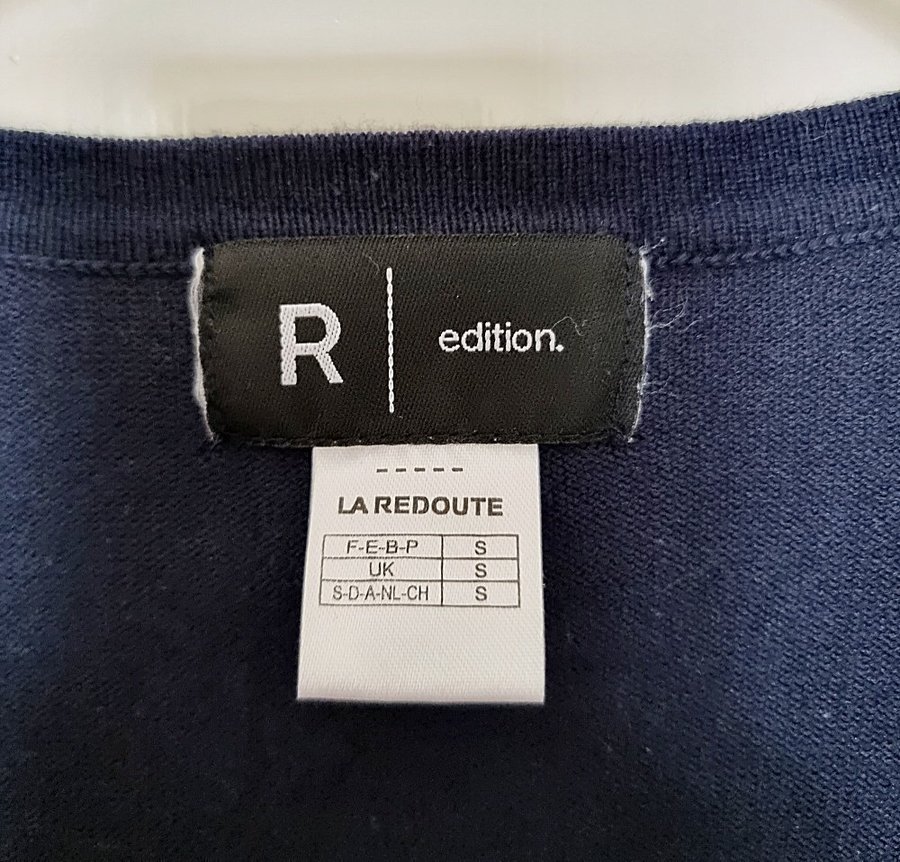 R | edition.
-----
LA REDOUTE
F-E-B-P S
UK S
S-D-A-NL-CH S